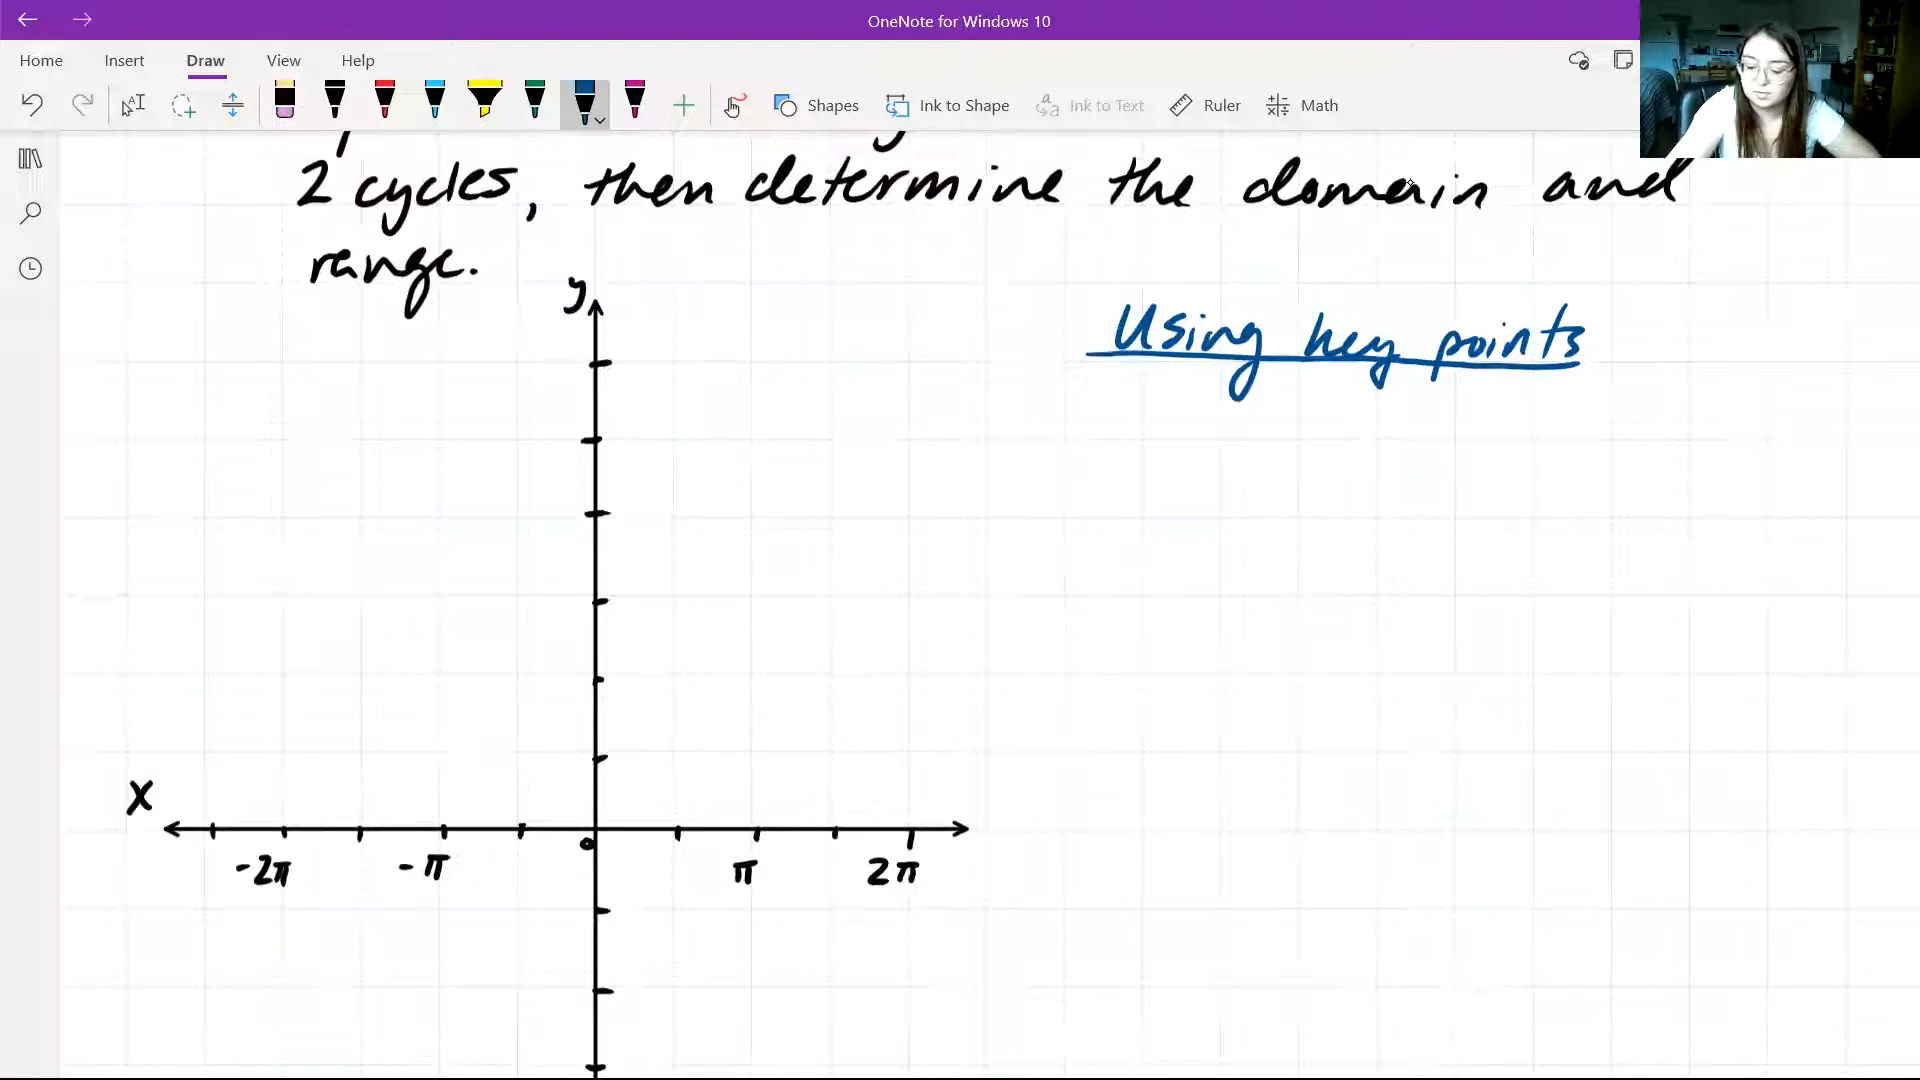 OneNote for Windows 10
Home Insert Draw View Help
Shapes Ink to Shape Ink to Text Ruler Math
2 cycles, then determine the domain and
range.
y
Using key points
x
-2π -π 0 π 2π